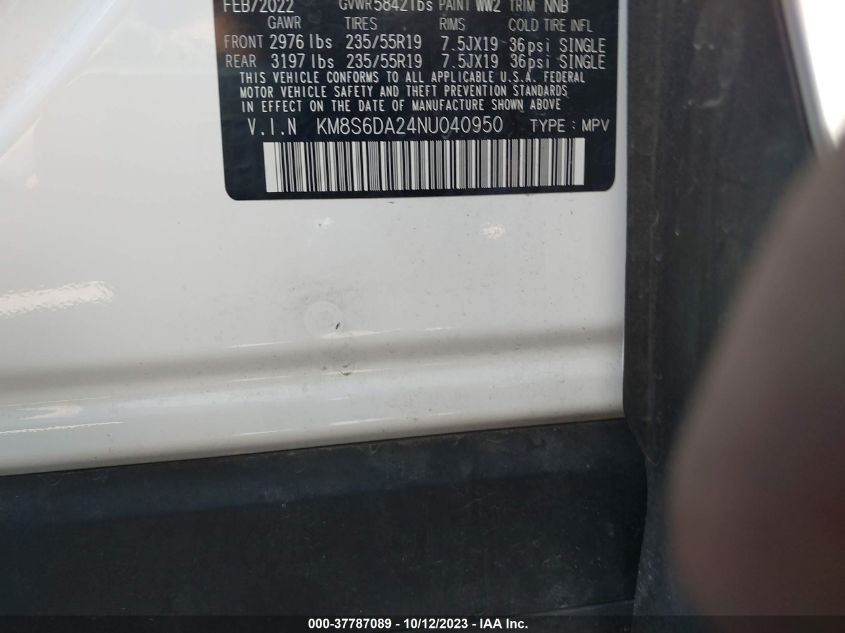 FEB/2022 GVWR5842lbs PAINT WW2 TRIM NNB
GAWR TIRES RIMS COLD TIRE INFL
FRONT 2976 lbs 235/55R19 7.5JX19 36psi SINGLE
REAR 3197 lbs 235/55R19 7.5JX19 36psi SINGLE
THIS VEHICLE CONFORMS TO ALL APPLICABLE U.S.A. FEDERAL
MOTOR VEHICLE SAFETY AND THEFT PREVENTION STANDARDS
IN EFFECT ON THE DATE OF MANUFACTURE SHOWN ABOVE
V.I.N KM8S6DA24NU040950 TYPE : MPV
000-37787089 - 10/12/2023 - IAA Inc.